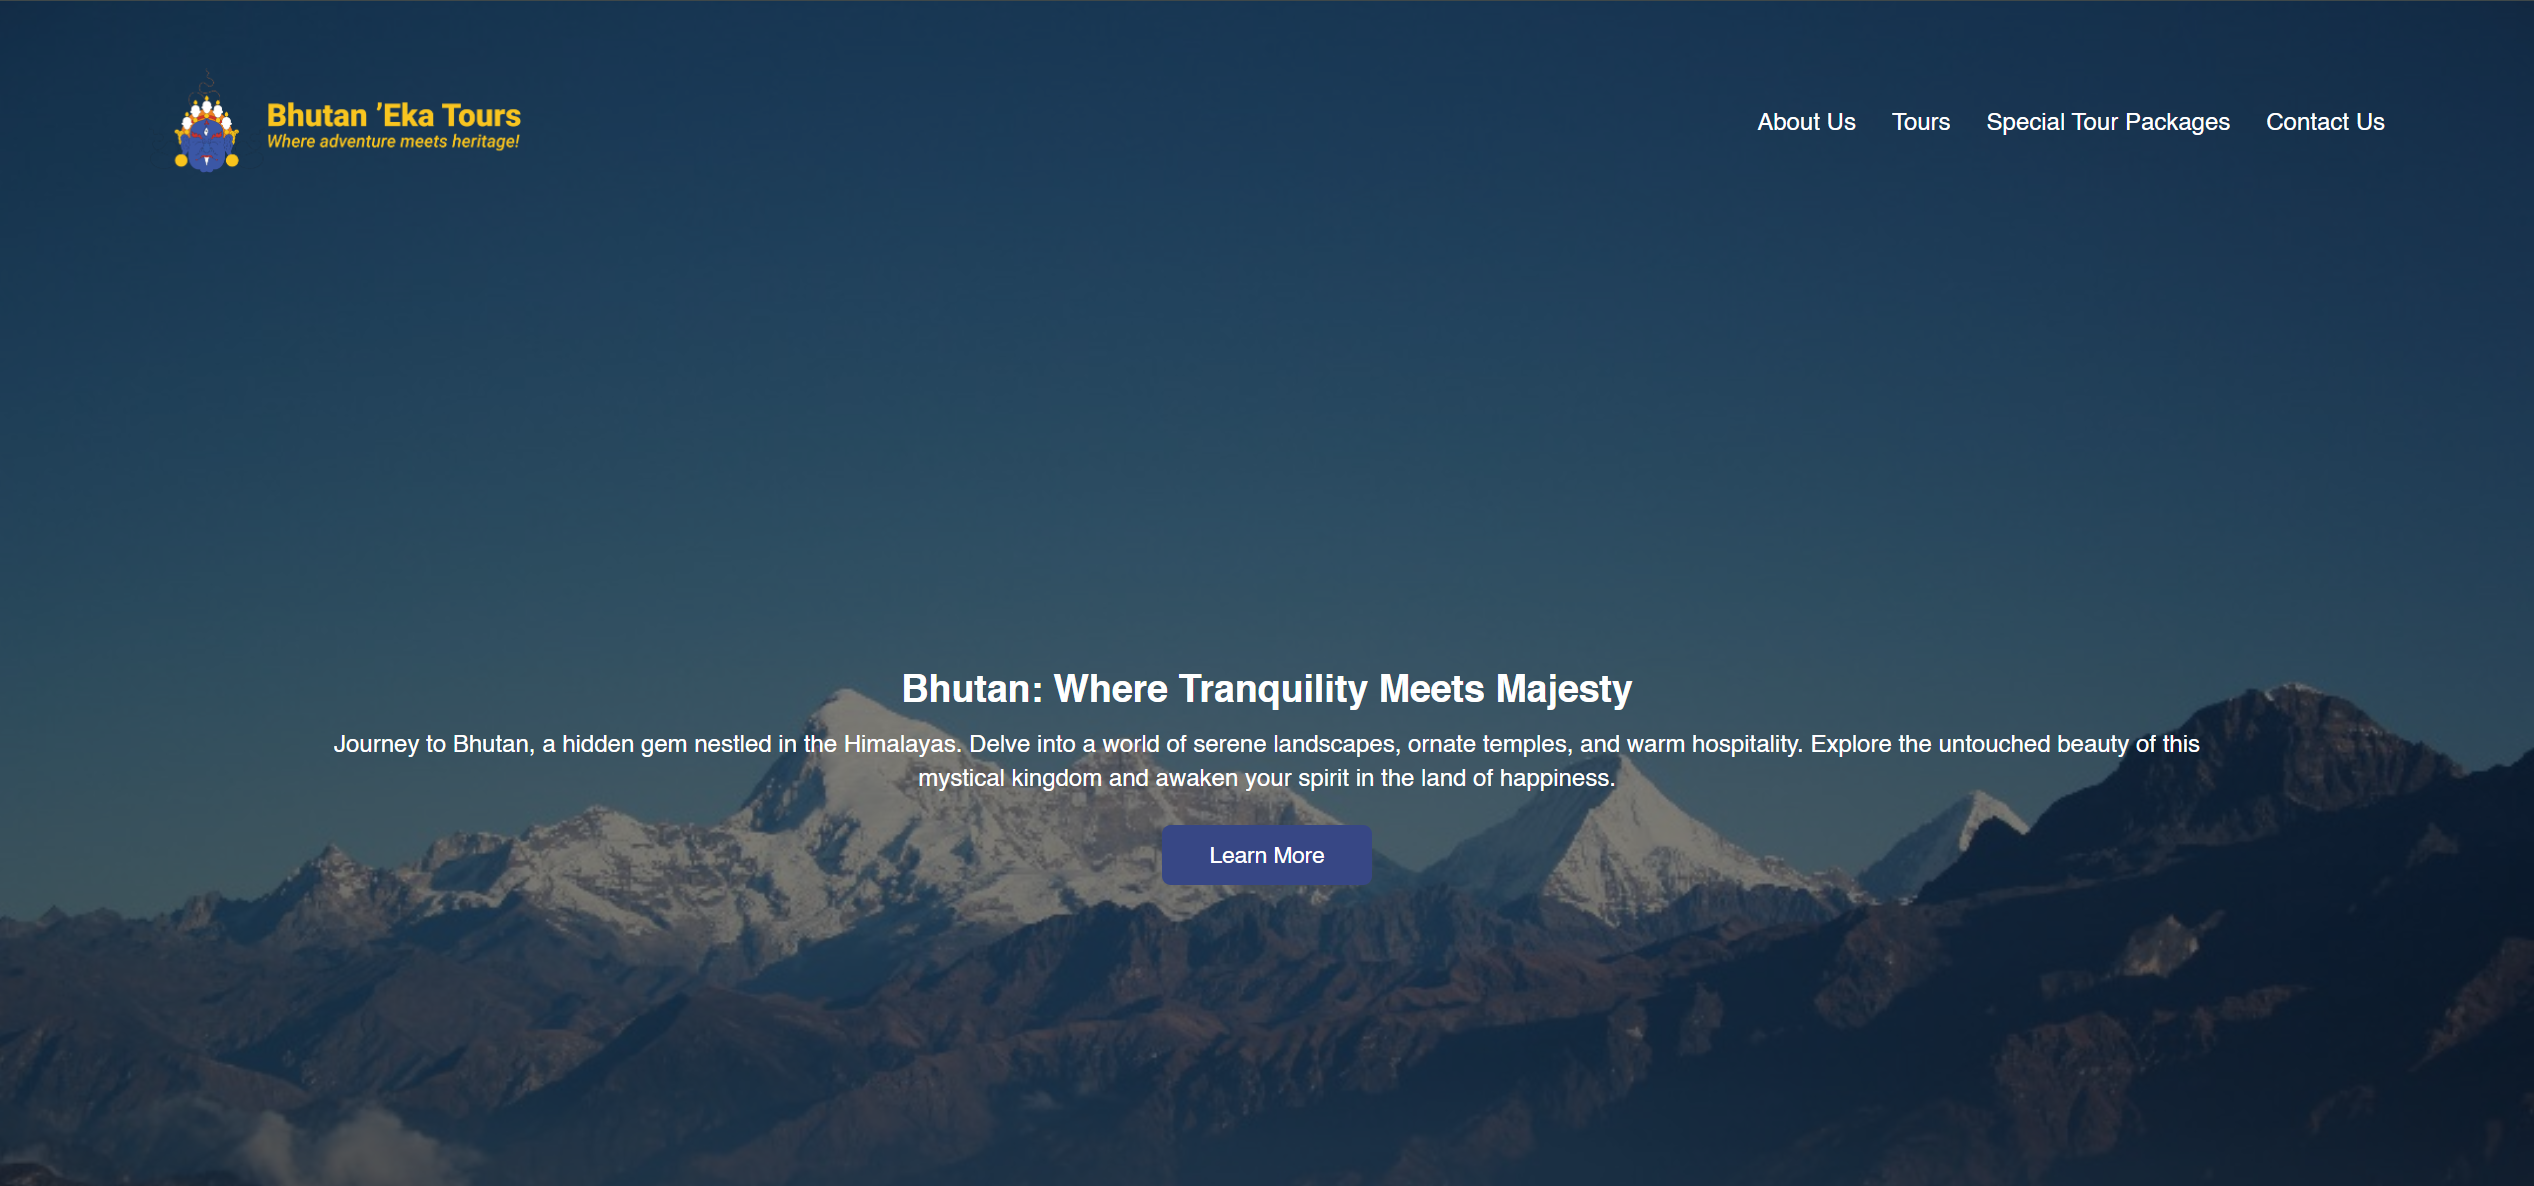 Bhutan ’Eka Tours
Where adventure meets heritage!
About Us
Tours
Special Tour Packages
Contact Us
Bhutan: Where Tranquility Meets Majesty
Journey to Bhutan, a hidden gem nestled in the Himalayas. Delve into a world of serene landscapes, ornate temples, and warm hospitality. Explore the untouched beauty of this
mystical kingdom and awaken your spirit in the land of happiness.
Learn More